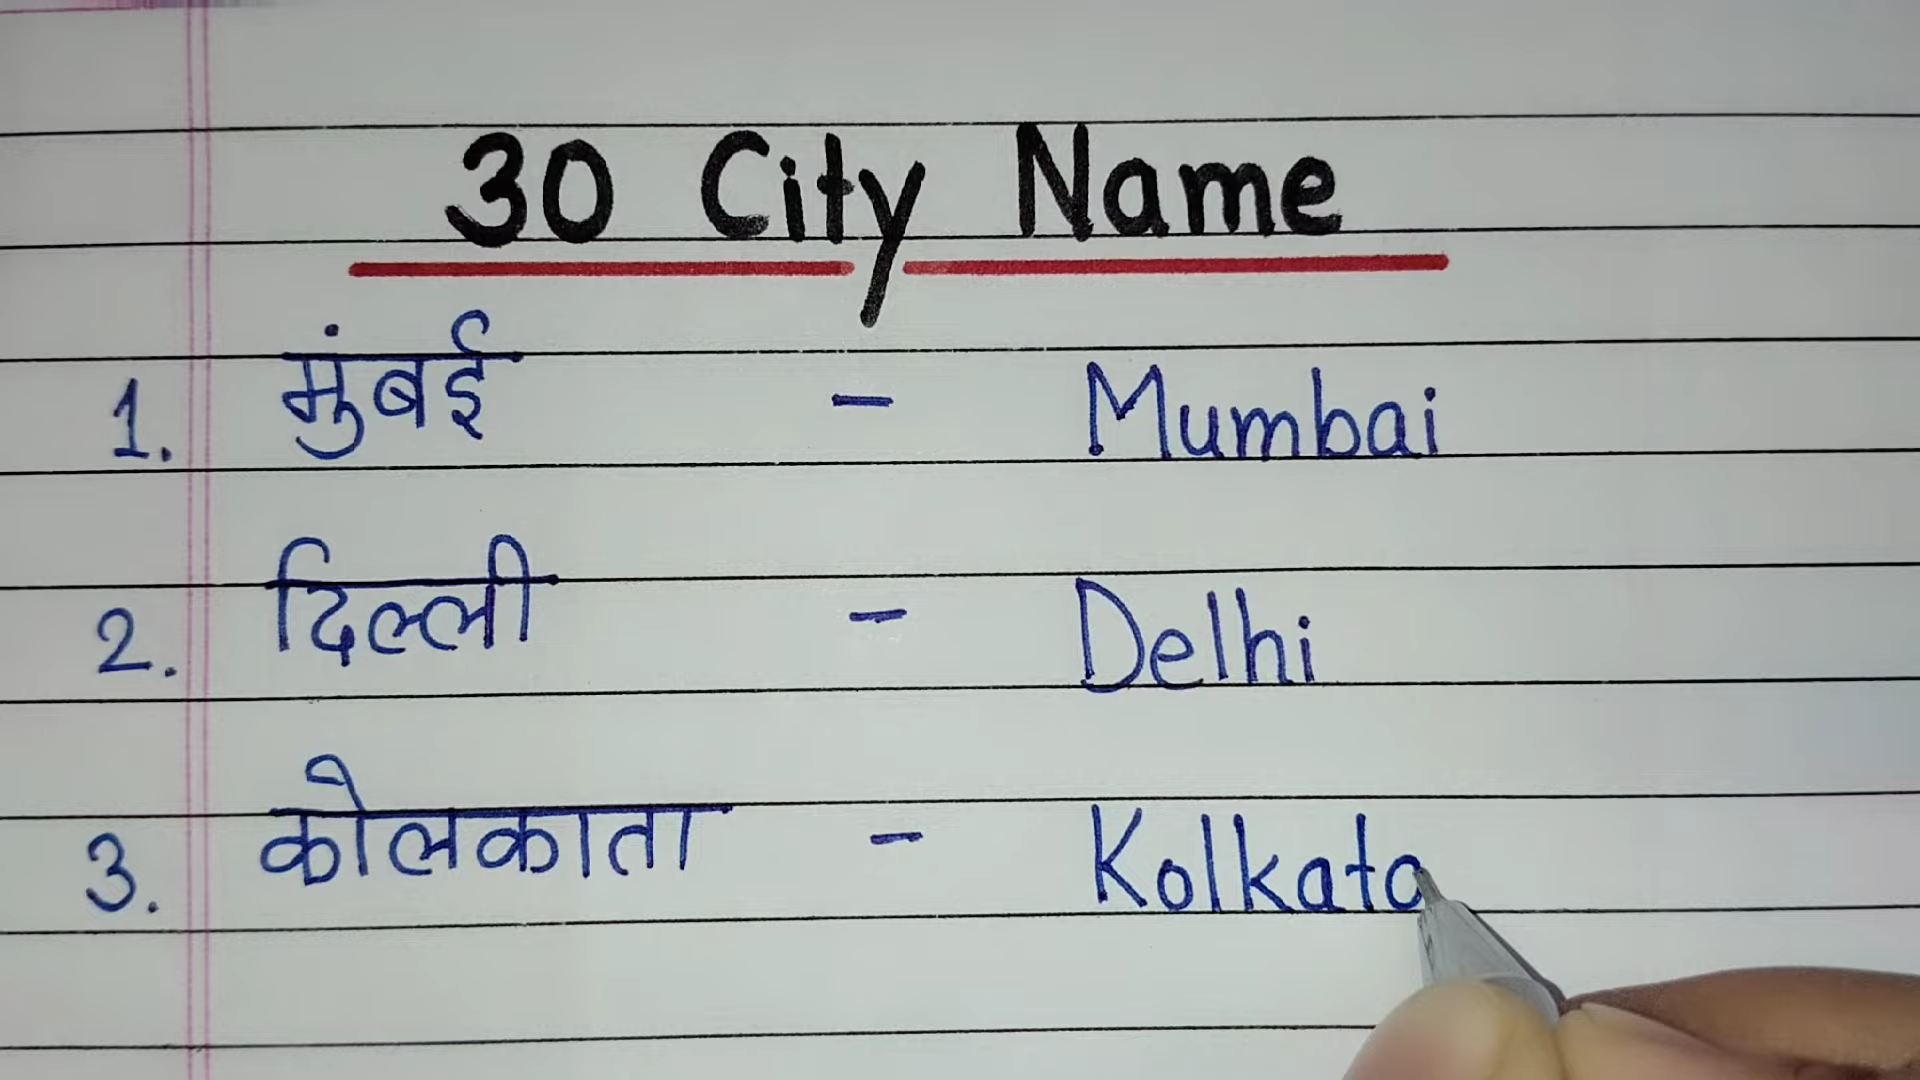 30 City Name
1. मुंबई - Mumbai
2. दिल्ली - Delhi
3. कोलकाता - Kolkata